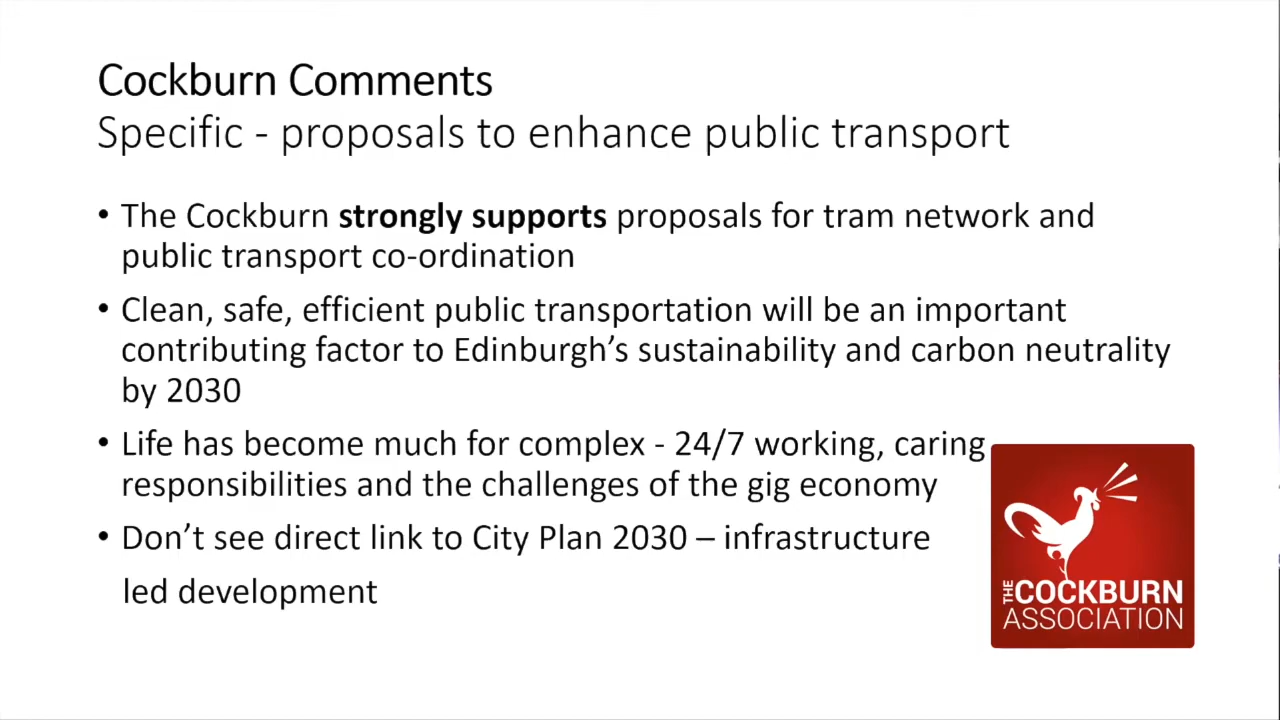 Cockburn Comments
Specific - proposals to enhance public transport
• The Cockburn strongly supports proposals for tram network and
public transport co-ordination
• Clean, safe, efficient public transportation will be an important
contributing factor to Edinburgh’s sustainability and carbon neutrality
by 2030
• Life has become much for complex - 24/7 working, caring
responsibilities and the challenges of the gig economy
• Don’t see direct link to City Plan 2030 – infrastructure
led development
THE COCKBURN
ASSOCIATION